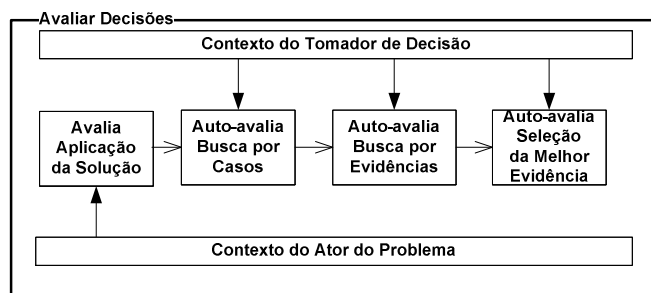 Avaliar Decisões
Contexto do Tomador de Decisão
Avalia
Aplicação
da Solução
Auto-avalia
Busca por
Casos
Auto-avalia
Busca por
Evidências
Auto-avalia
Seleção
da Melhor
Evidência
Contexto do Ator do Problema